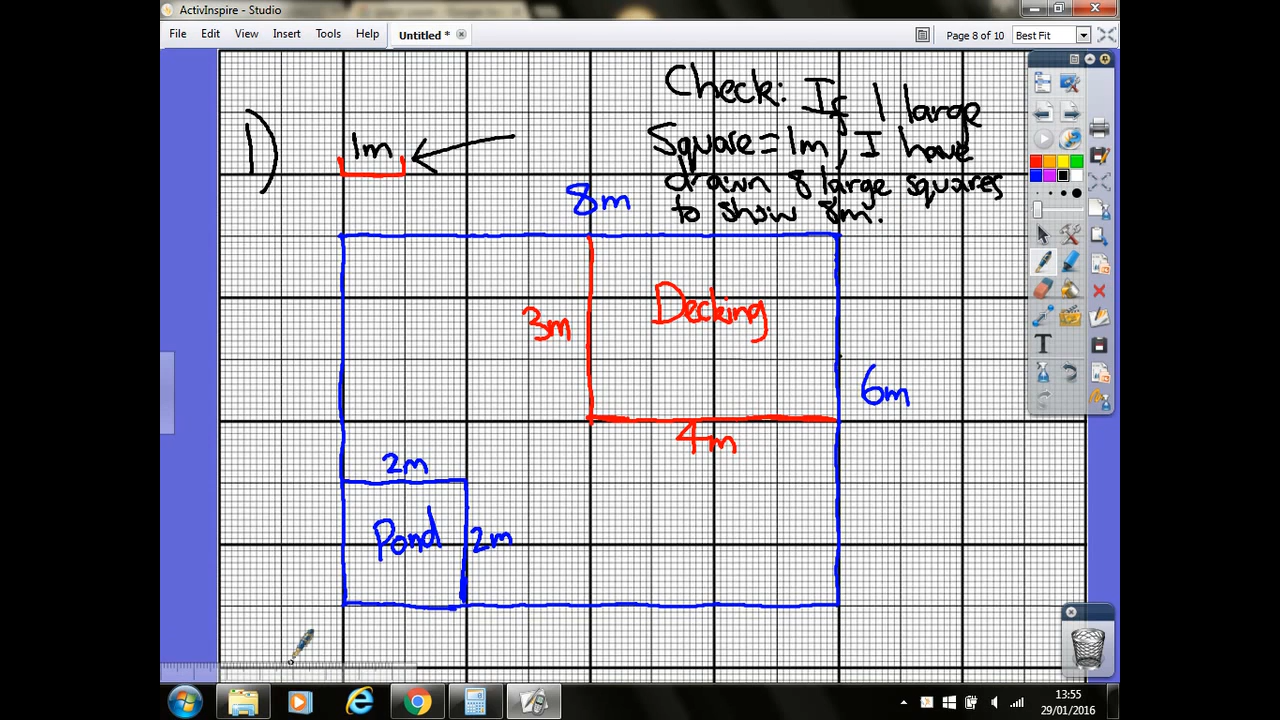 ActivInspire - Studio
File Edit View Insert Tools Help Untitled * Page 8 of 10 Best Fit
Check: If 1 large
Square = 1m, I have
drawn 8 large squares
to show 8m.
1) 1m
8m
3m Decking
6m
4m
2m
Pond 2m
T
13:55
29/01/2016